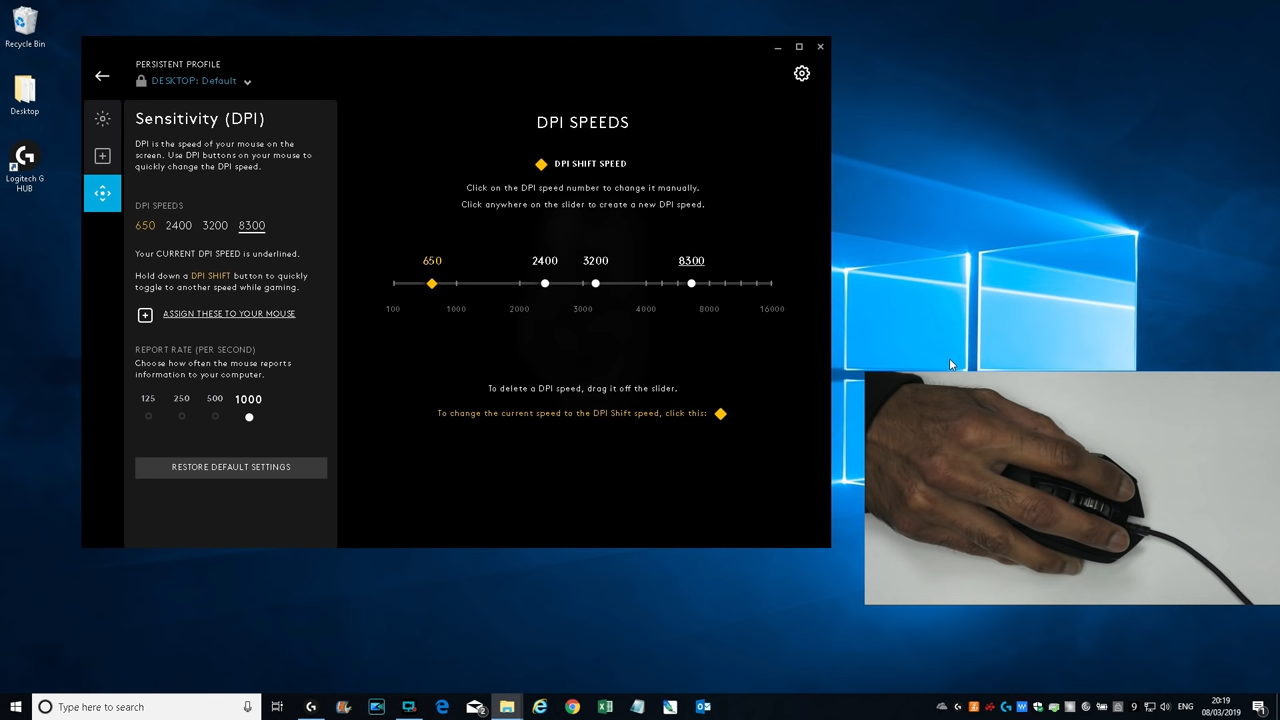 Recycle Bin
Desktop
Logitech G
HUB
PERSISTENT PROFILE
DESKTOP: Default
Sensitivity (DPI)
DPI is the speed of your mouse on the
screen. Use DPI buttons on your mouse to
quickly change the DPI speed.
DPI SPEEDS
650 2400 3200 8300
Your CURRENT DPI SPEED is underlined.
Hold down a DPI SHIFT button to quickly
toggle to another speed while gaming.
ASSIGN THESE TO YOUR MOUSE
REPORT RATE (PER SECOND)
Choose how often the mouse reports
information to your computer.
125 250 500 1000
RESTORE DEFAULT SETTINGS
DPI SPEEDS
DPI SHIFT SPEED
Click on the DPI speed number to change it manually.
Click anywhere on the slider to create a new DPI speed.
650 2400 3200 8300
100 1000 2000 3000 4000 8000 16000
To delete a DPI speed, drag it off the slider.
To change the current speed to the DPI Shift speed, click this:
Type here to search
ENG
20:19
08/03/2019